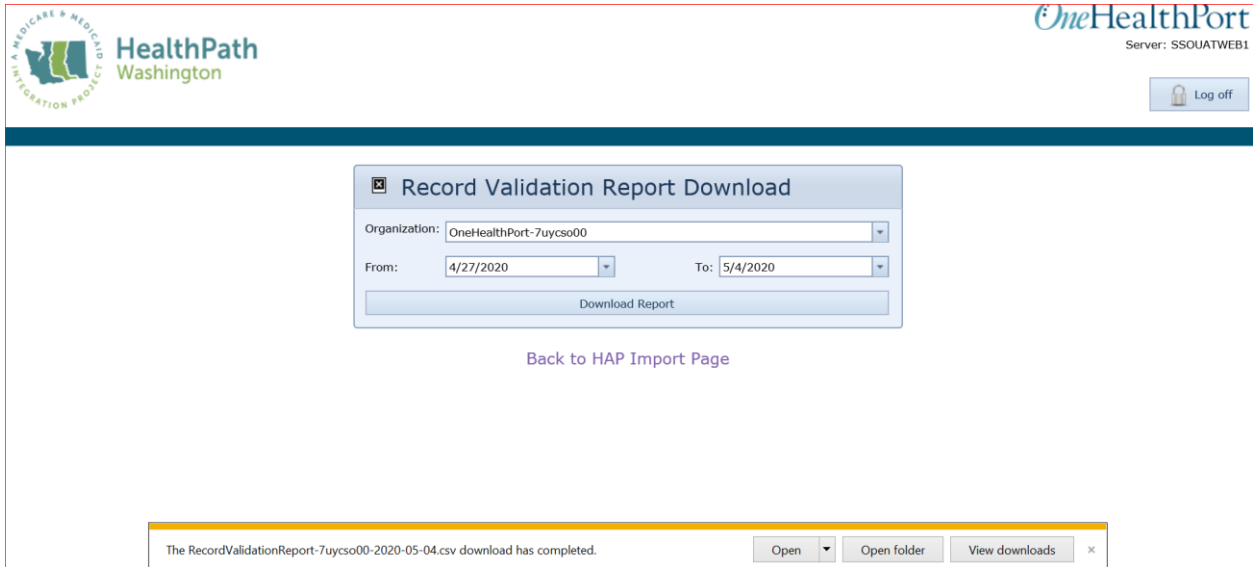 A MEDICARE & MEDICAID INTEGRATION PROJECT
HealthPath
Washington
OneHealthPort
Server: SSOUATWEB1
Log off
Record Validation Report Download
Organization: OneHealthPort-7uycso00
From: 4/27/2020 To: 5/4/2020
Download Report
Back to HAP Import Page
The RecordValidationReport-7uycso00-2020-05-04.csv download has completed. Open Open folder View downloads ×